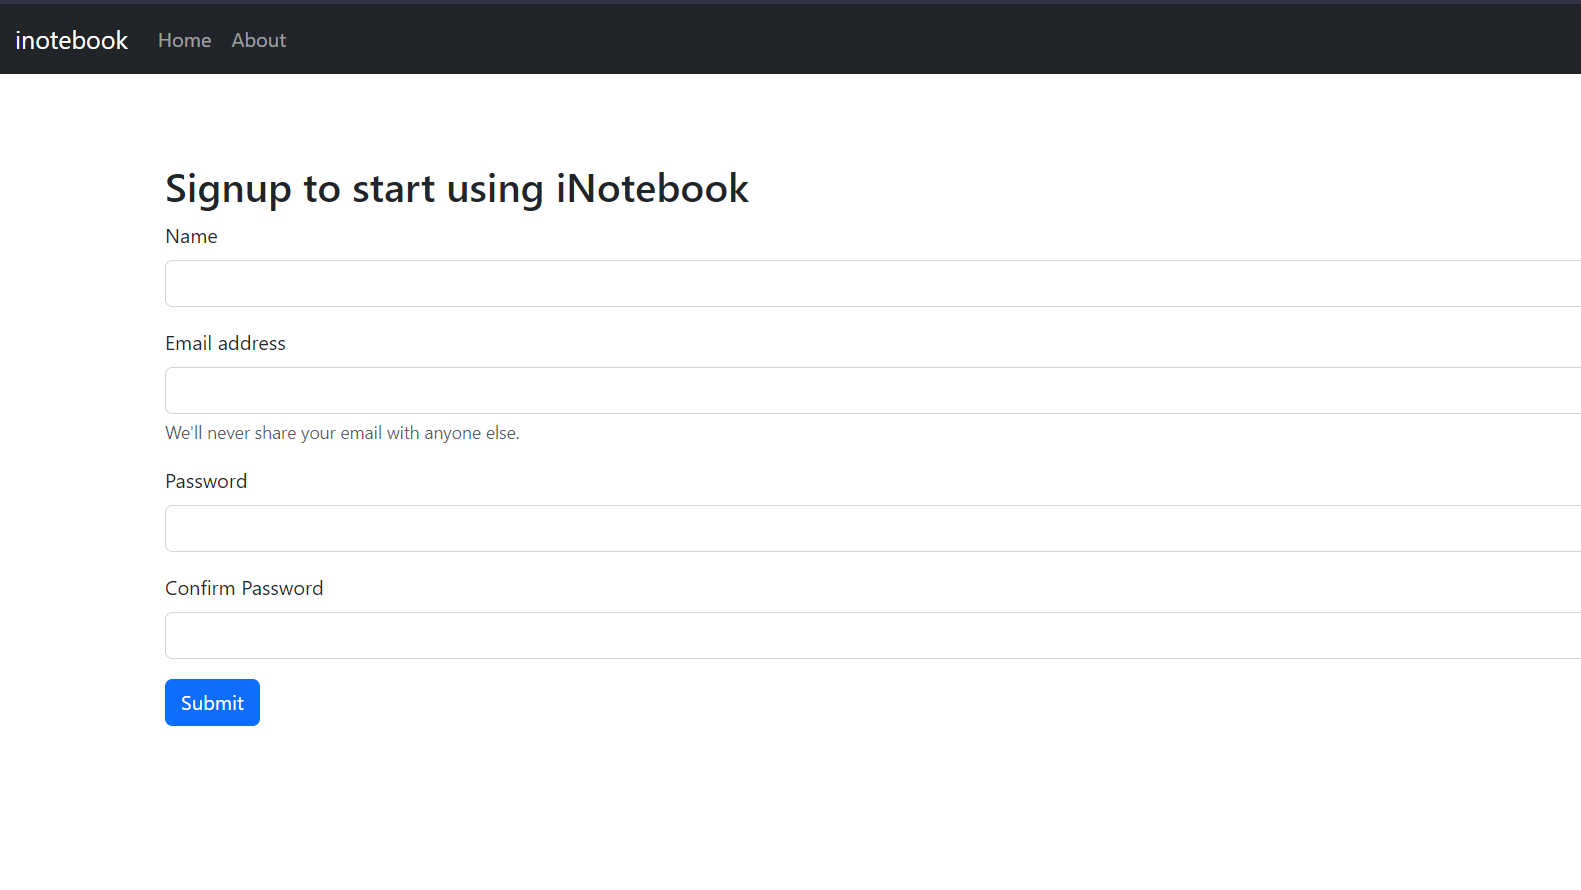 inotebook Home About
Signup to start using iNotebook
Name
Email address
We'll never share your email with anyone else.
Password
Confirm Password
Submit